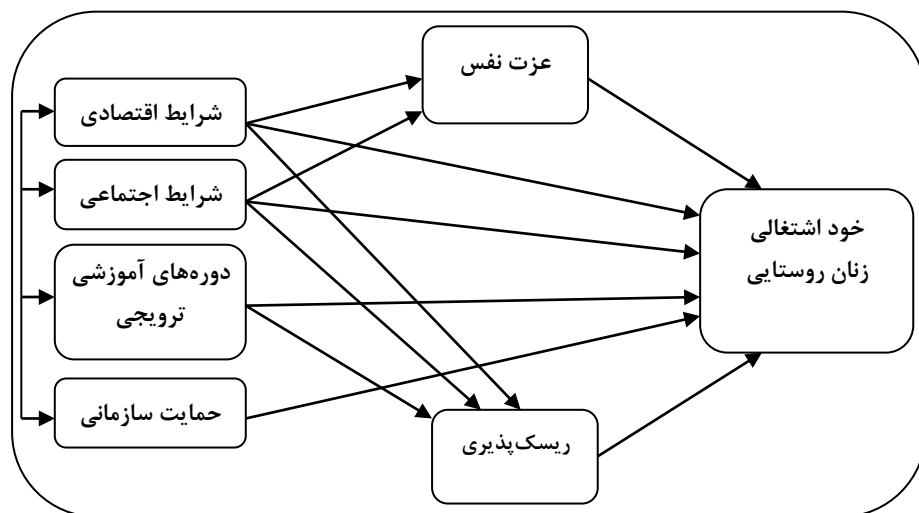 عزت نفس
شرایط اقتصادی
شرایط اجتماعی
دوره‌های آموزشی
ترویجی
حمایت سازمانی
ریسک‌پذیری
خود اشتغالی
زنان روستایی